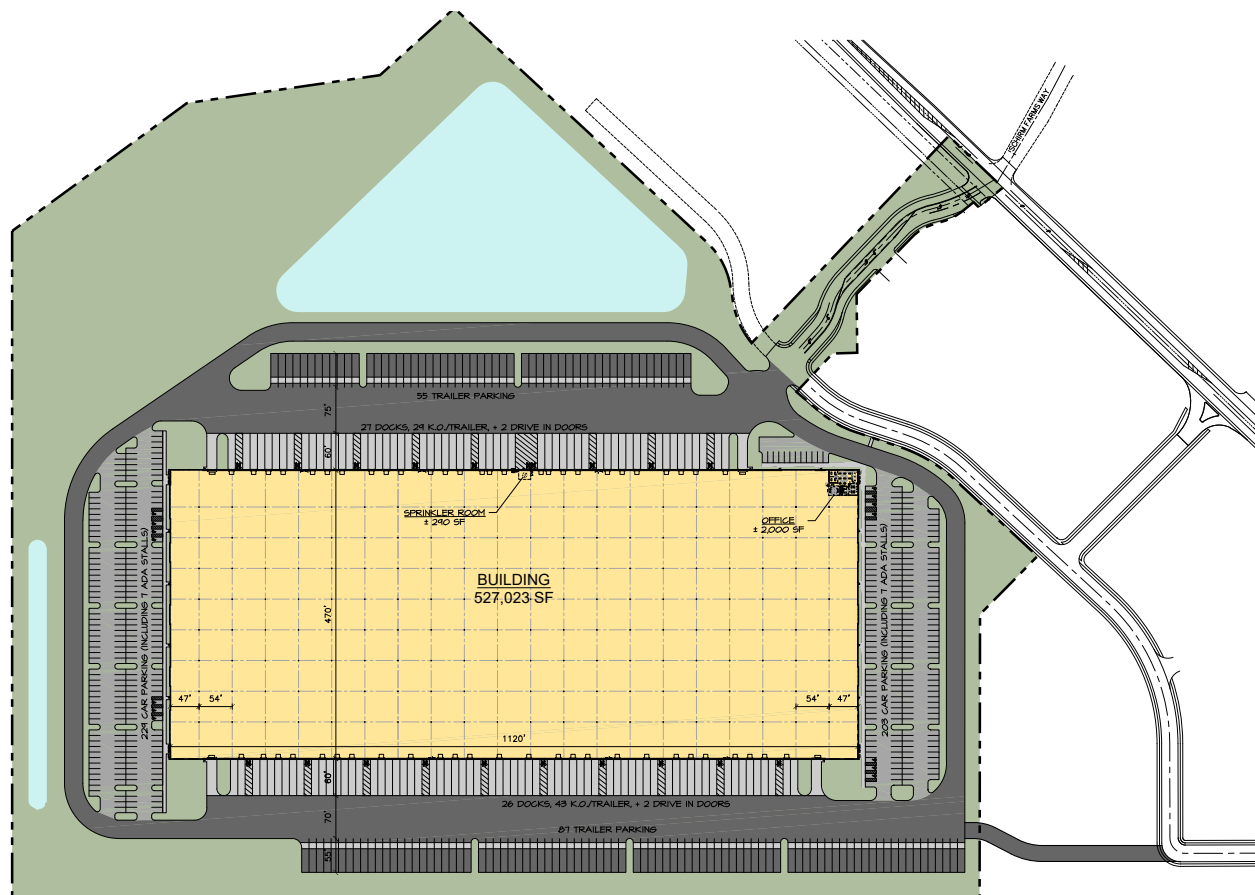 SCHIRM FARMS WAY
55 TRAILER PARKING
75'
27 DOCKS, 29 K.O./TRAILER, + 2 DRIVE IN DOORS
60'
SPRINKLER ROOM
± 290 SF
OFFICE
± 2,000 SF
229 CAR PARKING (INCLUDING 7 ADA STALLS)
BUILDING
527,023 SF
470'
203 CAR PARKING (INCLUDING 7 ADA STALLS)
47'
54'
54'
47'
1120'
60'
26 DOCKS, 43 K.O./TRAILER, + 2 DRIVE IN DOORS
70'
87 TRAILER PARKING
55'